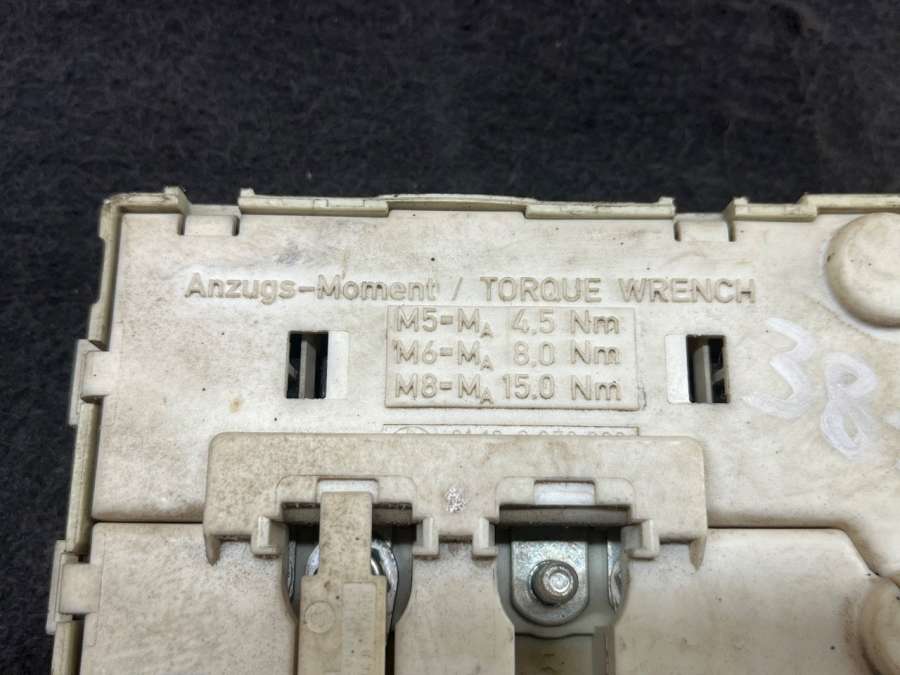 Anzugs-Moment / TORQUE WRENCH
M5=MA 4,5 Nm
M6=MA 8,0 Nm
M8=MA 15,0 Nm
38